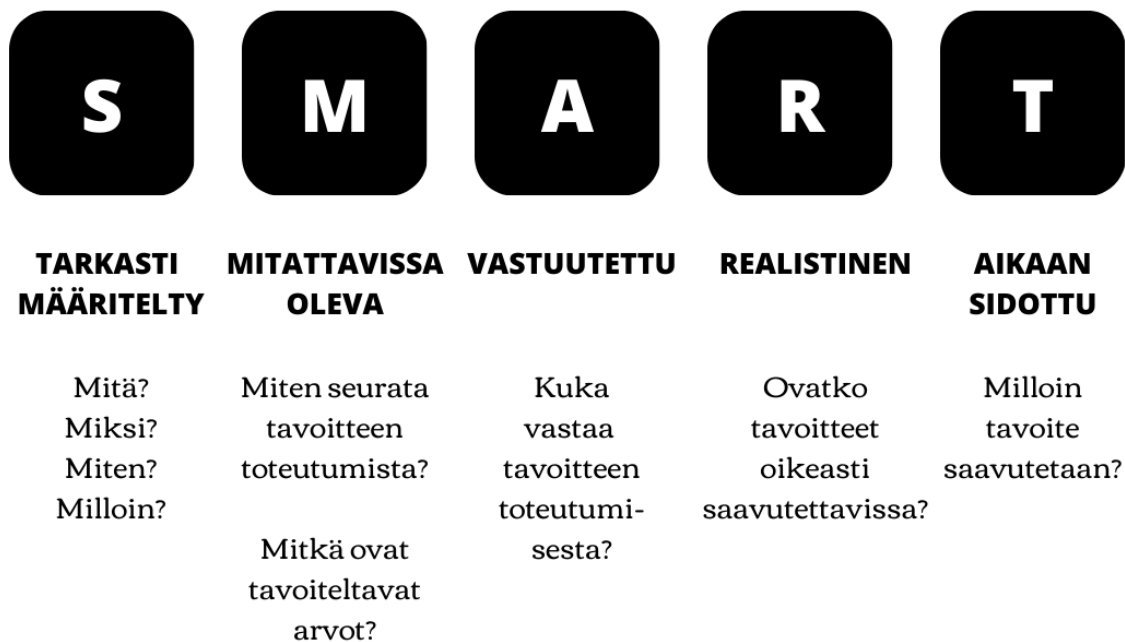 S
TARKASTI
MÄÄRITELTY
Mitä?
Miksi?
Miten?
Milloin?
M
MITATTAVISSA
OLEVA
Miten seurata
tavoitteen
toteutumista?
Mitkä ovat
tavoiteltavat
arvot?
A
VASTUUTETTU
Kuka
vastaa
tavoitteen
toteutumi-
sesta?
R
REALISTINEN
Ovatko
tavoitteet
oikeasti
saavutettavissa?
T
AIKAAN
SIDOTTU
Milloin
tavoite
saavutetaan?